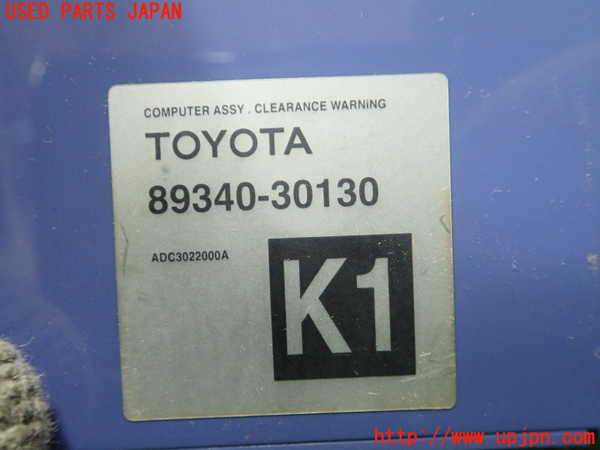 USED PARTS JAPAN
COMPUTER ASSY . CLEARANCE WARNING
TOYOTA
89340-30130
ADC3022000A
K1
http://www.upjpn.com/